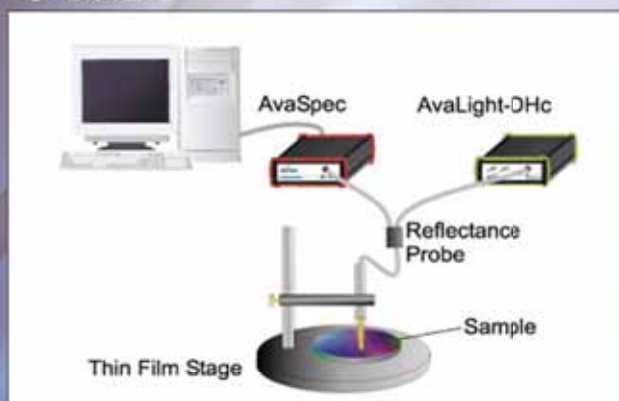 AvaSpec
AvaLight-DHc
Reflectance
Probe
Sample
Thin Film Stage